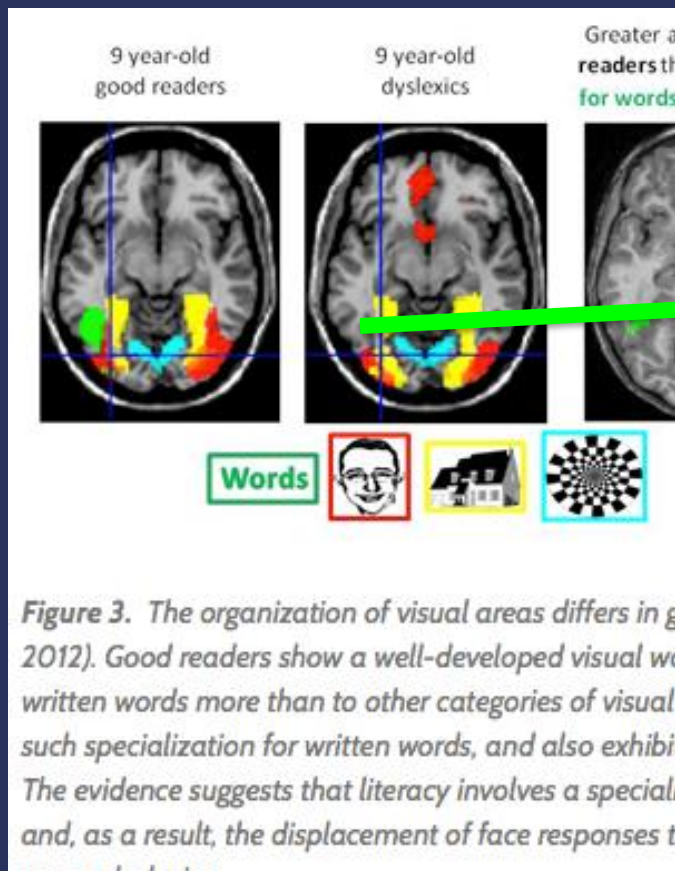 9 year-old
good readers
9 year-old
dyslexics
Greater a
readers th
for words
Words
Figure 3. The organization of visual areas differs in g
2012). Good readers show a well-developed visual wo
written words more than to other categories of visual
such specialization for written words, and also exhibi
The evidence suggests that literacy involves a speciali
and, as a result, the displacement of face responses t